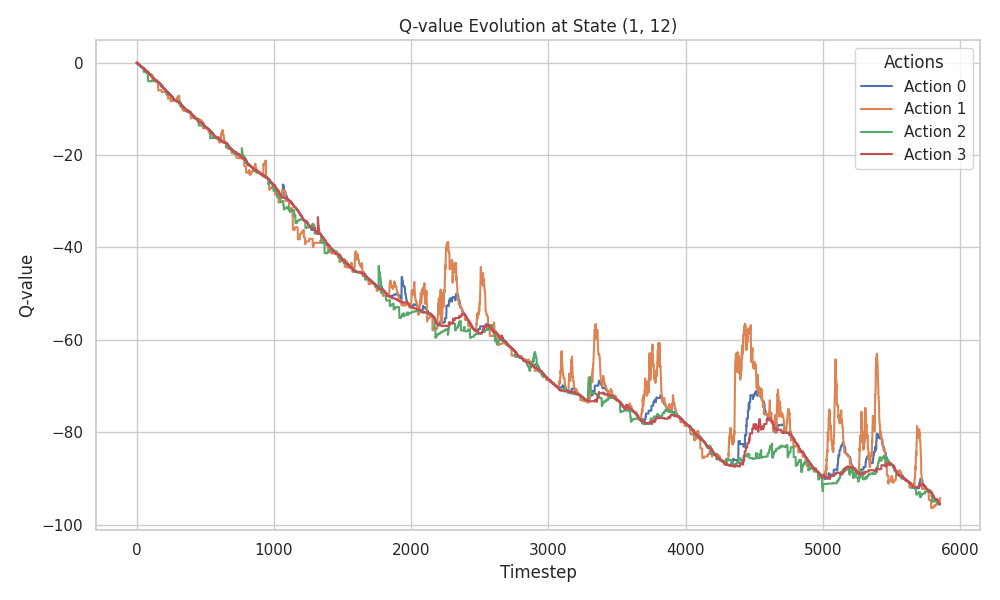 Q-value Evolution at State (1, 12)
Actions
Action 0
Action 1
Action 2
Action 3
Q-value
0
−20
−40
−60
−80
−100
0 1000 2000 3000 4000 5000 6000
Timestep